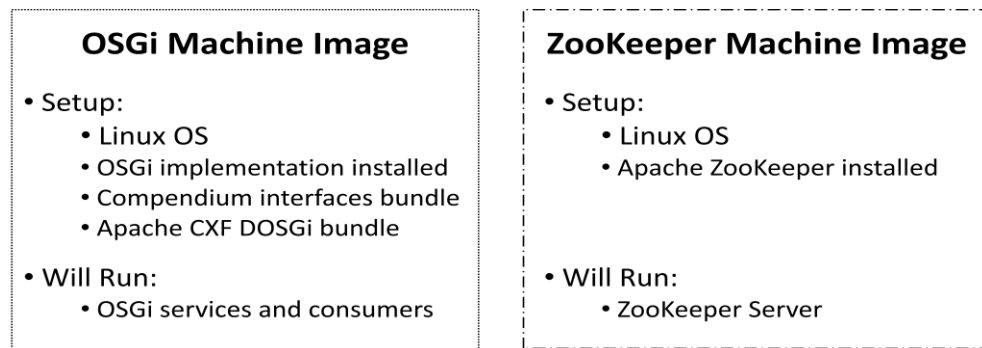 OSGi Machine Image
• Setup:
• Linux OS
• OSGi implementation installed
• Compendium interfaces bundle
• Apache CXF DOSGi bundle
• Will Run:
• OSGi services and consumers
ZooKeeper Machine Image
• Setup:
• Linux OS
• Apache ZooKeeper installed
• Will Run:
• ZooKeeper Server